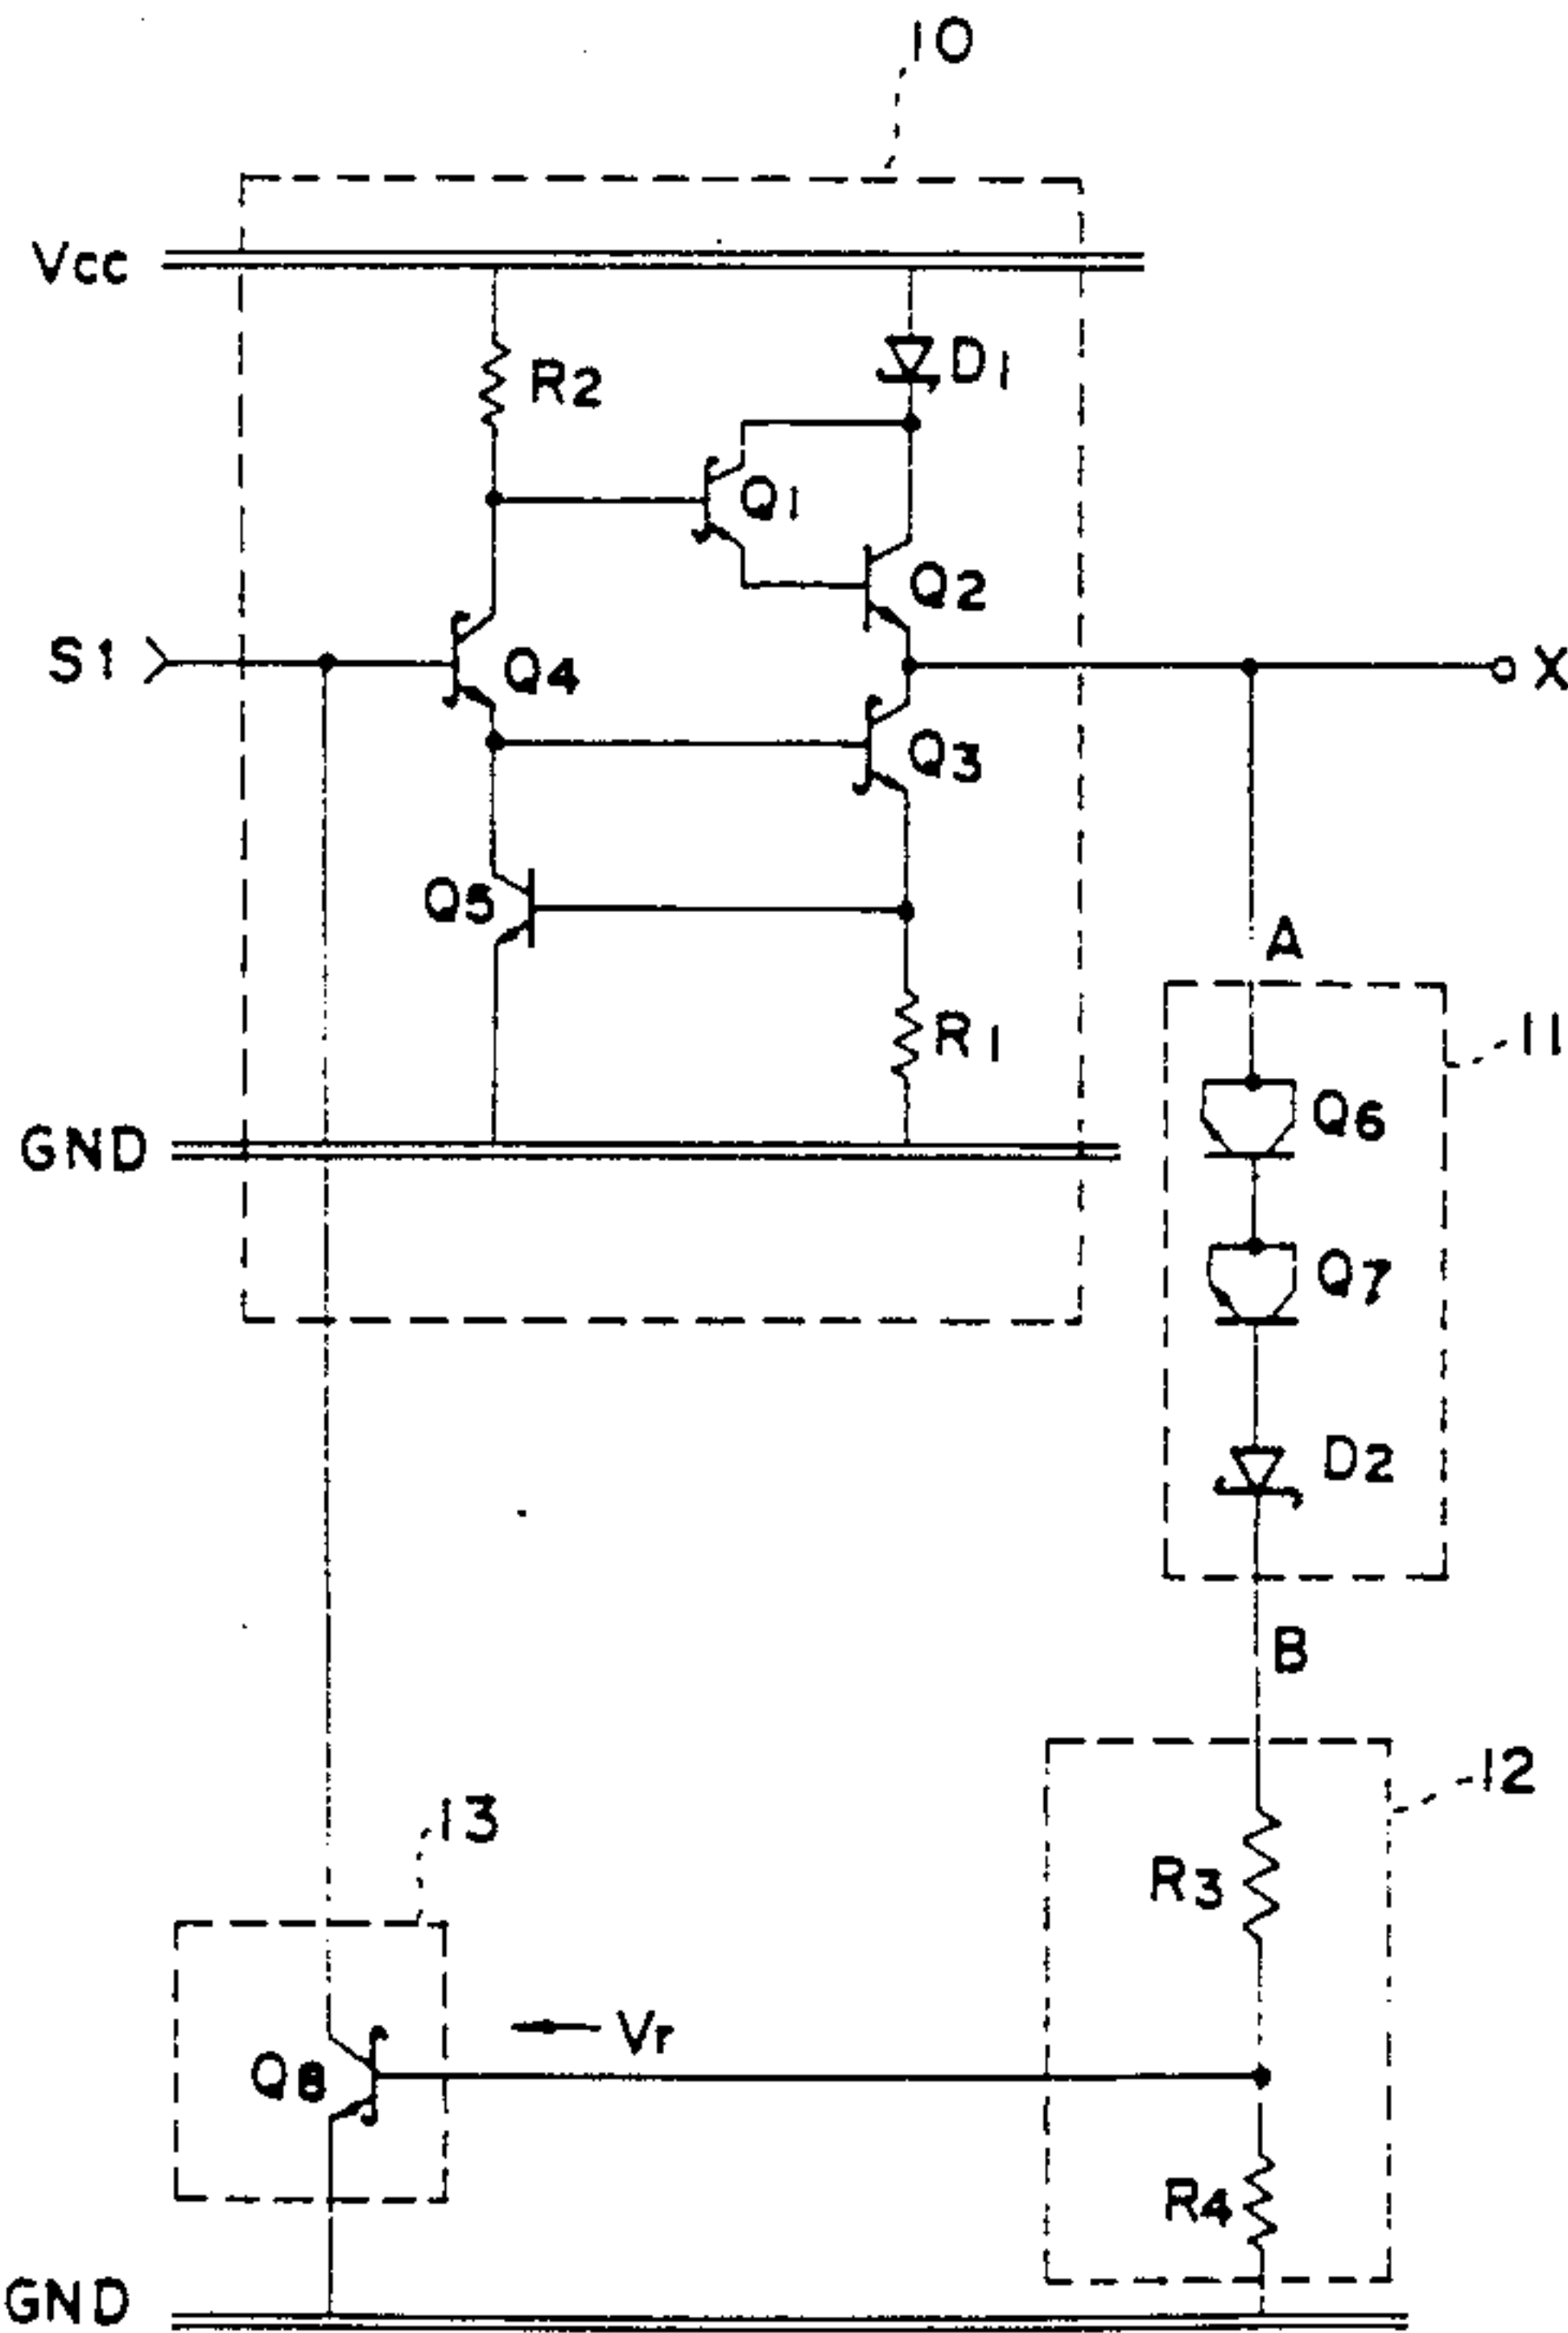 10
Vcc
R2
D1
Q1
Q2
S1
Q4
X
Q3
Q5
A
R1
11
GND
Q6
Q7
D2
B
12
13
R3
Vr
Q8
R4
GND